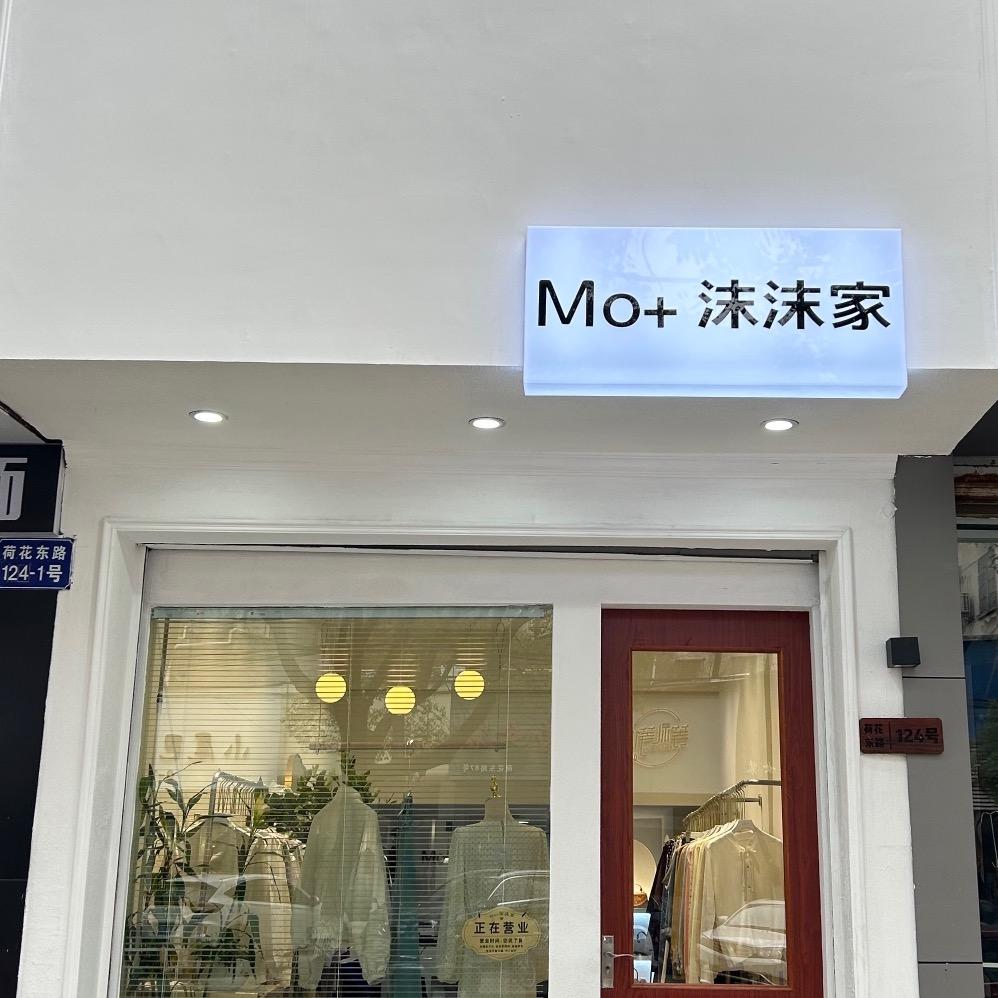 Mo+ 沫沫家
荷花东路
124-1号
荷花
东路
124号
正在营业